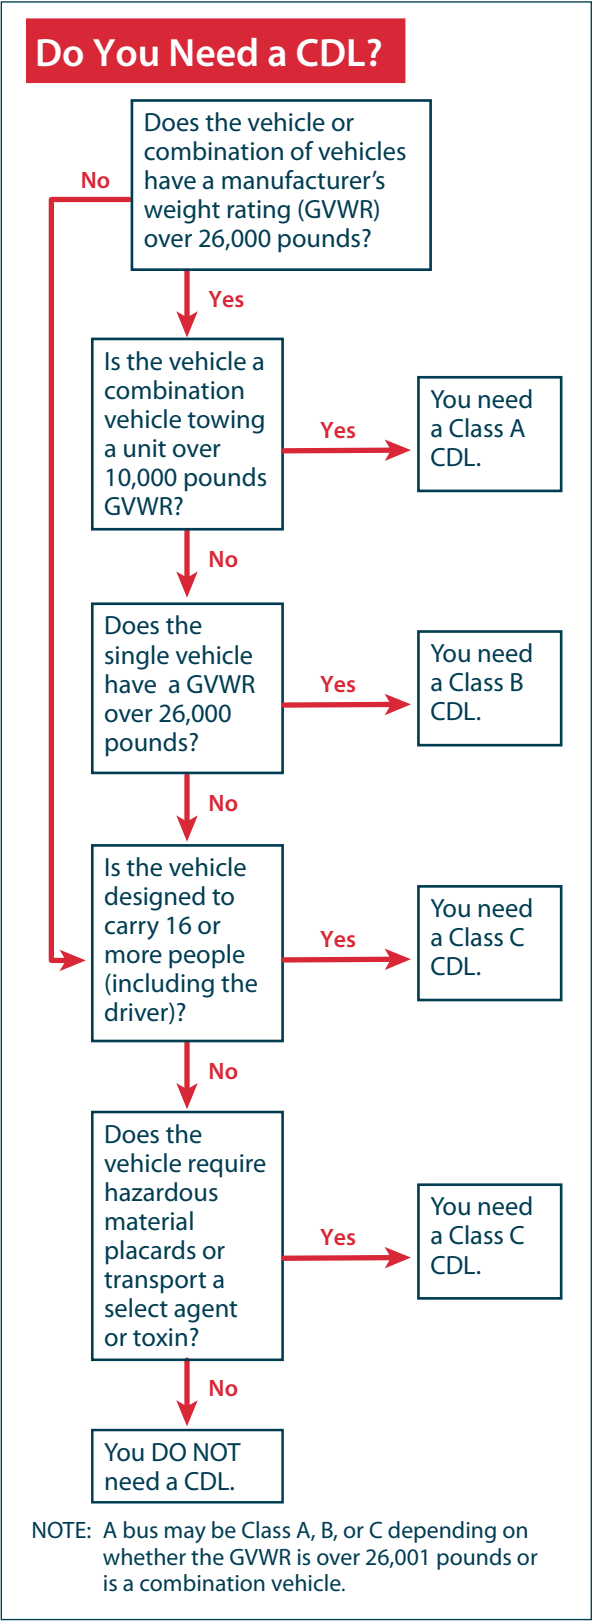 Do You Need a CDL?
Does the vehicle or
combination of vehicles
have a manufacturer's
weight rating (GVWR)
over 26,000 pounds?
No
Yes
Is the vehicle a
combination
vehicle towing
a unit over
10,000 pounds
GVWR?
Yes
You need
a Class A
CDL.
No
Does the
single vehicle
have a GVWR
over 26,000
pounds?
Yes
You need
a Class B
CDL.
No
Is the vehicle
designed to
carry 16 or
more people
(including the
driver)?
Yes
You need
a Class C
CDL.
No
Does the
vehicle require
hazardous
material
placards or
transport a
select agent
or toxin?
Yes
You need
a Class C
CDL.
No
You DO NOT
need a CDL.
NOTE: A bus may be Class A, B, or C depending on
whether the GVWR is over 26,001 pounds or
is a combination vehicle.